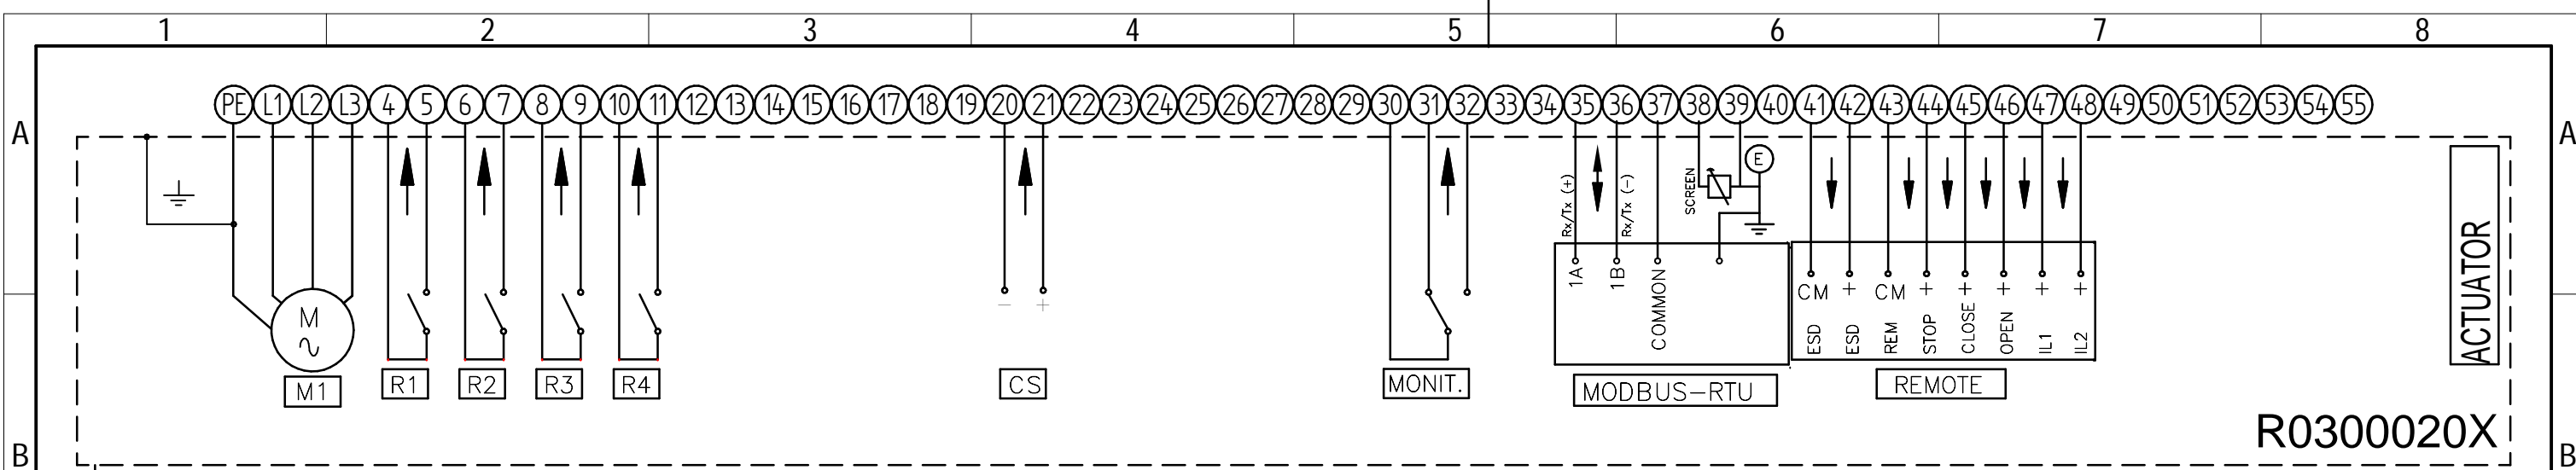 1 2 3 4 5 6 7 8
PE L1 L2 L3 4 5 6 7 8 9 10 11 12 13 14 15 16 17 18 19 20 21 22 23 24 25 26 27 28 29 30 31 32 33 34 35 36 37 38 39 40 41 42 43 44 45 46 47 48 49 50 51 52 53 54 55
A A
E
Rx/Tx (+)
Rx/Tx (-)
SCREEN
ACTUATOR
1A
1B
COMMON
CM + CM + + + + +
- +
ESD
ESD
REM
STOP
CLOSE
OPEN
IL1
IL2
M
M1
R1
R2
R3
R4
CS
MONIT.
MODBUS-RTU
REMOTE
R0300020X
B B